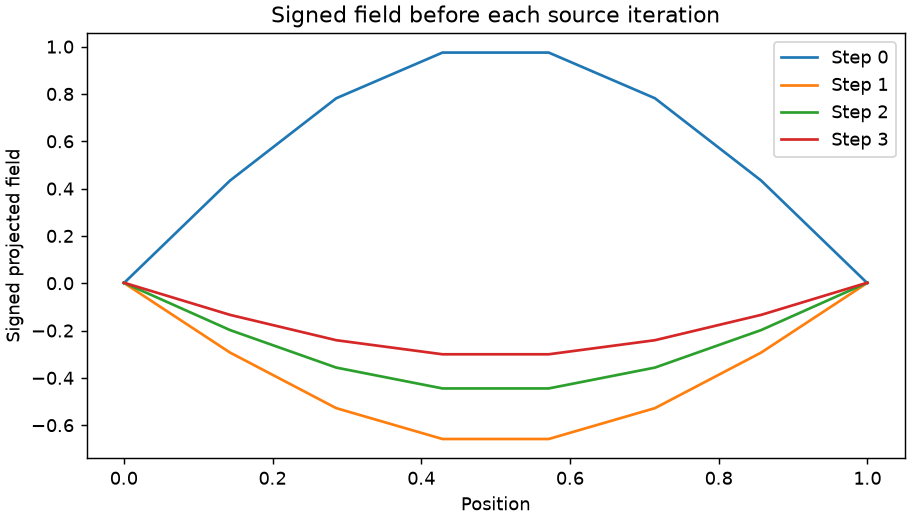 Signed field before each source iteration
Step 0
Step 1
Step 2
Step 3
1.0
0.8
0.6
0.4
0.2
0.0
−0.2
−0.4
−0.6
Signed projected field
0.0
0.2
0.4
0.6
0.8
1.0
Position